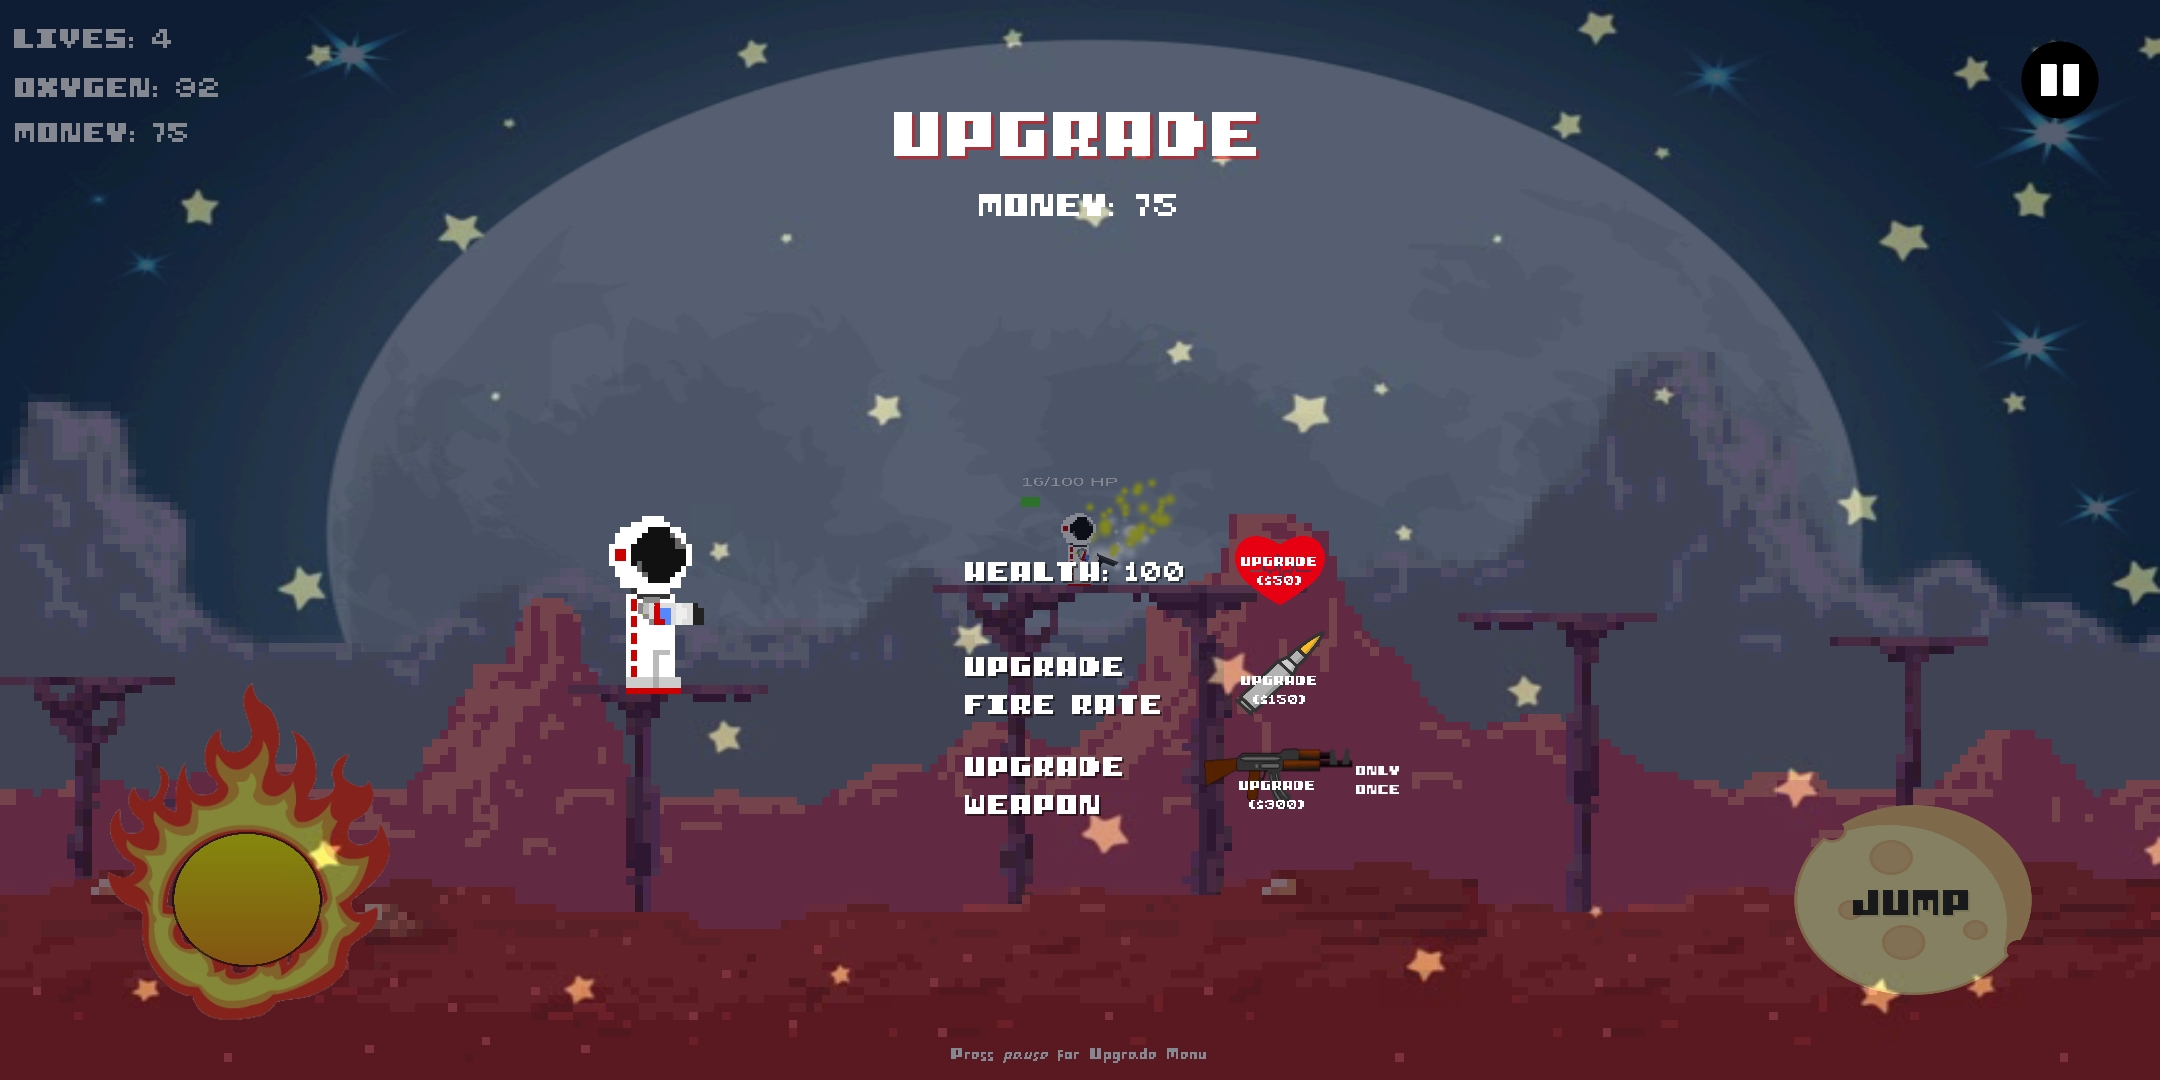 LIVES: 4
OXYGEN: 92
MONEY: 75
UPGRADE
MONEY: 75
16/100 HP
HEALTH: 100
UPGRADE
($50)
UPGRADE
FIRE RATE
UPGRADE
($150)
UPGRADE
WEAPON
UPGRADE
($300)
ONLY
ONCE
JUMP
Press pause for Upgrade Menu